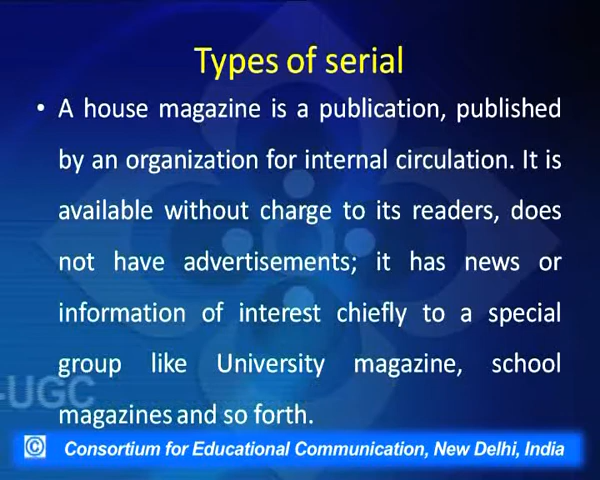 Types of serial
• A house magazine is a publication, published
by an organization for internal circulation. It is
available without charge to its readers, does
not have advertisements; it has news or
information of interest chiefly to a special
group like University magazine, school
-UGC
magazines and so forth.
© Consortium for Educational Communication, New Delhi, India